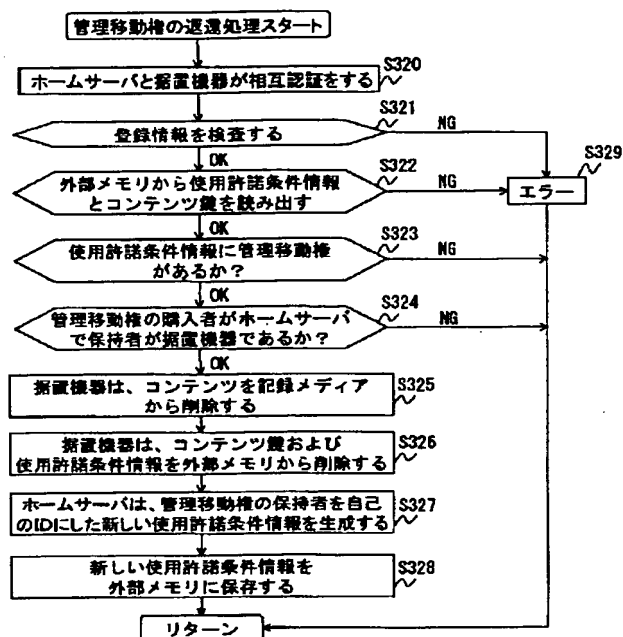 管理移動権の返還処理スタート
S320
ホームサーバと据置機器が相互認証をする
S321
登録情報を検査する
NG
OK
S322
外部メモリから使用許諾条件情報
とコンテンツ鍵を読み出す
NG
S329
エラー
OK
S323
使用許諾条件情報に管理移動権
があるか?
NG
OK
S324
管理移動権の購入者がホームサーバ
で保持者が据置機器であるか?
NG
OK
S325
据置機器は、コンテンツを記録メディア
から削除する
S326
据置機器は、コンテンツ鍵および
使用許諾条件情報を外部メモリから削除する
S327
ホームサーバは、管理移動権の保持者を自己
のIDにした新しい使用許諾条件情報を生成する
S328
新しい使用許諾条件情報を
外部メモリに保存する
リターン